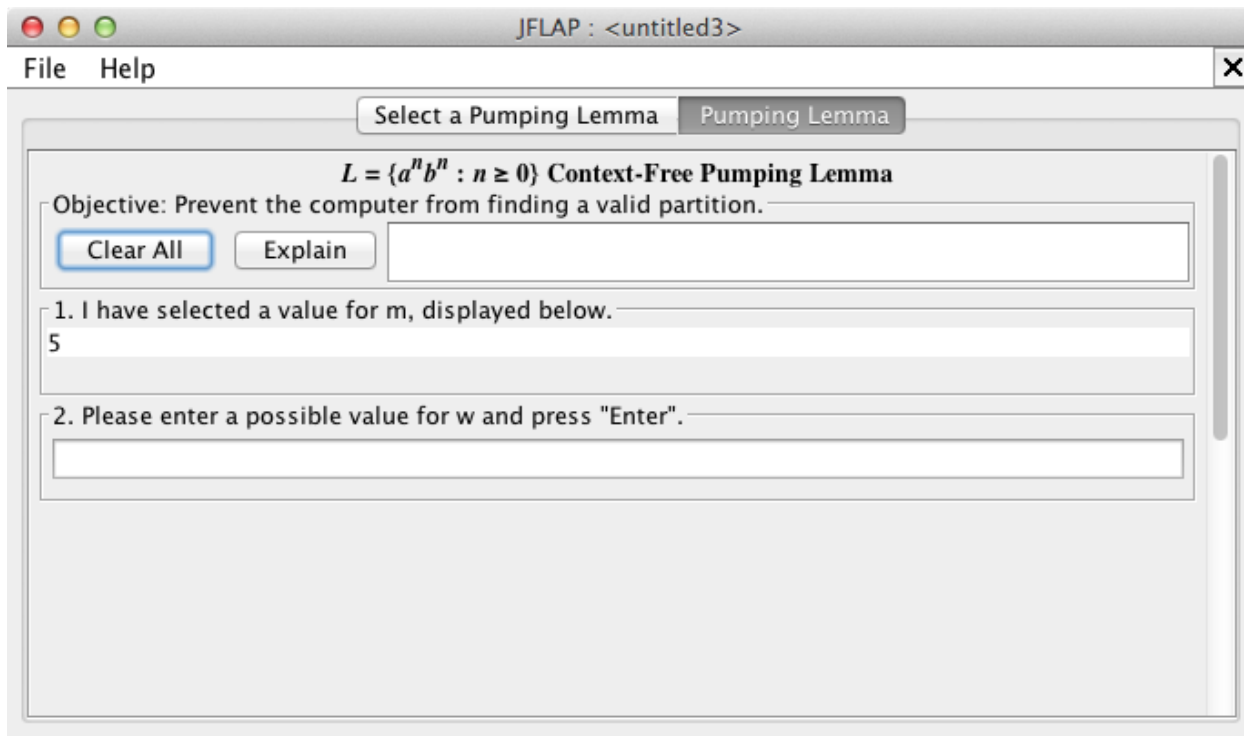 JFLAP : <untitled3>
File Help
Select a Pumping Lemma Pumping Lemma
L = {aⁿbⁿ : n ≥ 0} Context-Free Pumping Lemma
Objective: Prevent the computer from finding a valid partition.
Clear All Explain
1. I have selected a value for m, displayed below.
5
2. Please enter a possible value for w and press "Enter".